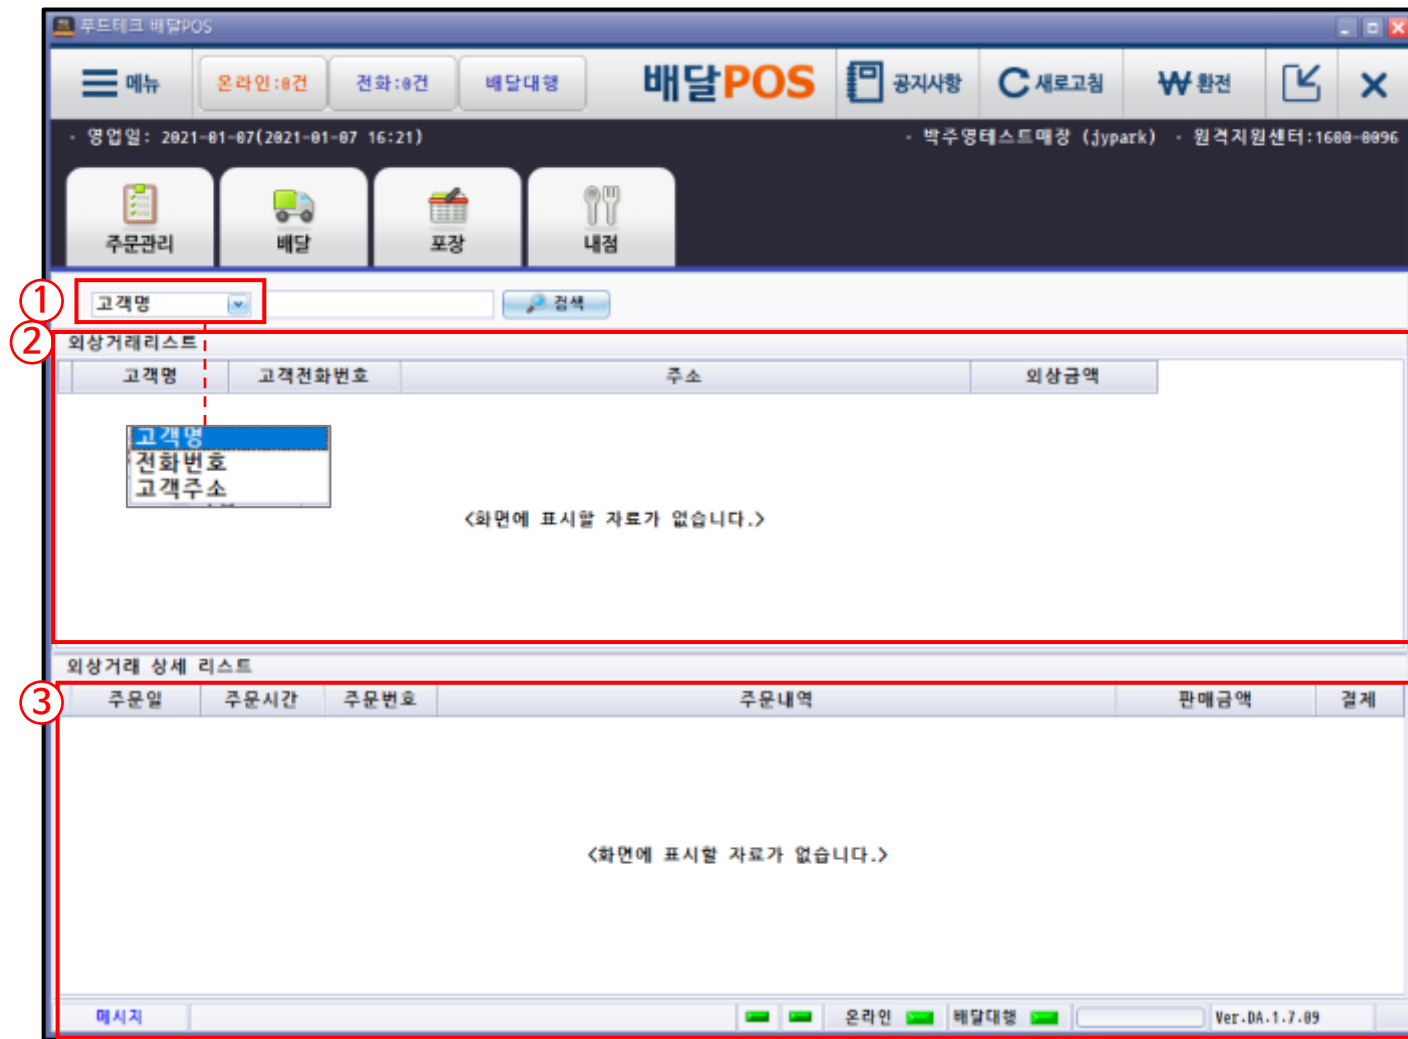 푸드테크 배달POS
메뉴 온라인:0건 전화:0건 배달대행 배달POS 공지사항 새로고침 ₩ 환전
- 영업일: 2021-01-07(2021-01-07 16:21) - 박주영테스트매장 (jypark) - 원격지원센터:1600-0096
주문관리 배달 포장 내점
① 고객명 검색
② 외상거래리스트
고객명 고객전화번호 주소 외상금액
고객명
전화번호
고객주소
<화면에 표시할 자료가 없습니다.>
외상거래 상세 리스트
③ 주문일 주문시간 주문번호 주문내역 판매금액 결제
<화면에 표시할 자료가 없습니다.>
메시지 온라인 배달대행 Ver.DA.1.7.09